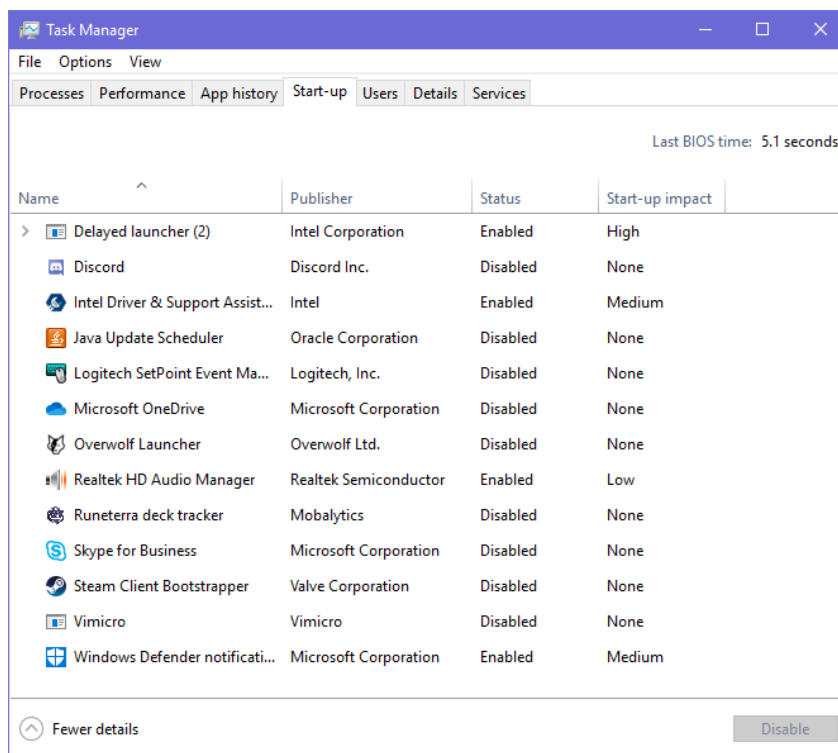 Task Manager
File Options View
Processes Performance App history Start-up Users Details Services
Last BIOS time: 5.1 seconds
Name Publisher Status Start-up impact
Delayed launcher (2) Intel Corporation Enabled High
Discord Discord Inc. Disabled None
Intel Driver & Support Assist... Intel Enabled Medium
Java Update Scheduler Oracle Corporation Disabled None
Logitech SetPoint Event Ma... Logitech, Inc. Disabled None
Microsoft OneDrive Microsoft Corporation Disabled None
Overwolf Launcher Overwolf Ltd. Disabled None
Realtek HD Audio Manager Realtek Semiconductor Enabled Low
Runeterra deck tracker Mobalytics Disabled None
Skype for Business Microsoft Corporation Disabled None
Steam Client Bootstrapper Valve Corporation Disabled None
Vimicro Vimicro Disabled None
Windows Defender notificati... Microsoft Corporation Enabled Medium
Fewer details Disable